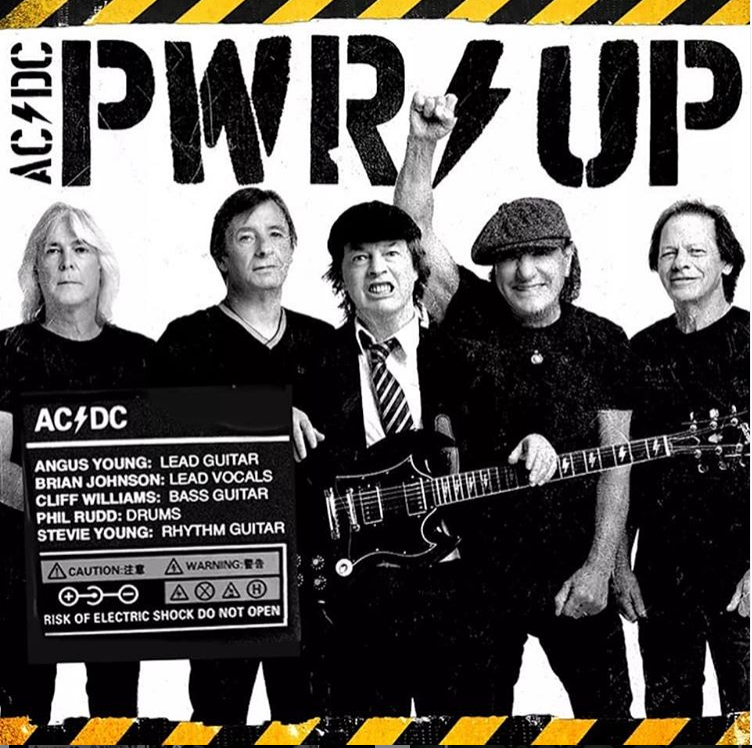 AC⚡DC
PWR⚡UP
AC⚡DC
ANGUS YOUNG: LEAD GUITAR
BRIAN JOHNSON: LEAD VOCALS
CLIFF WILLIAMS: BASS GUITAR
PHIL RUDD: DRUMS
STEVIE YOUNG: RHYTHM GUITAR
CAUTION:注意 WARNING:警告
H
RISK OF ELECTRIC SHOCK DO NOT OPEN